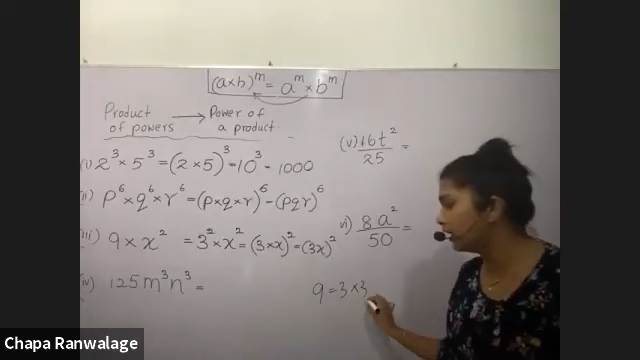 (a×b)^m = a^m × b^m
Product of powers → Power of a product
(i) 2^3 × 5^3 = (2 × 5)^3 = 10^3 = 1000
(ii) p^6 × q^6 × r^6 = (p×q×r)^6 = (pqr)^6
(iii) 9 × x^2 = 3^2 × x^2 = (3 × x)^2 = (3x)^2
(iv) 125 m^3 n^3 =
(v) 16t^2/25 =
vi) 8a^2/50 =
9 = 3 × 3
Chapa Ranwalage